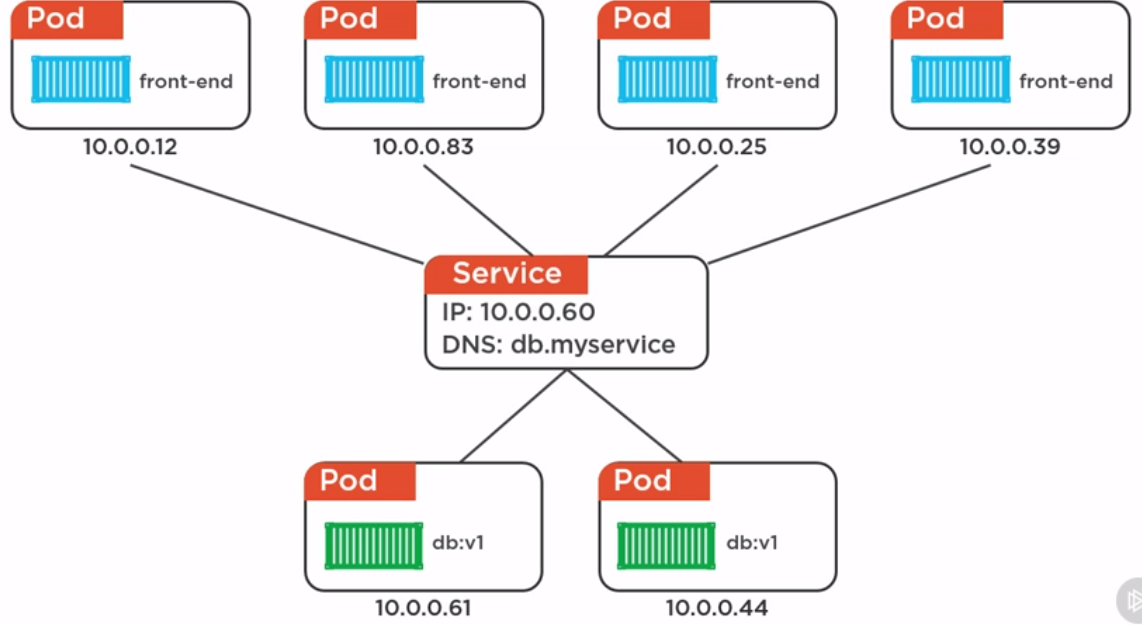 Pod
front-end
10.0.0.12
Pod
front-end
10.0.0.83
Pod
front-end
10.0.0.25
Pod
front-end
10.0.0.39
Service
IP: 10.0.0.60
DNS: db.myservice
Pod
db:v1
10.0.0.61
Pod
db:v1
10.0.0.44